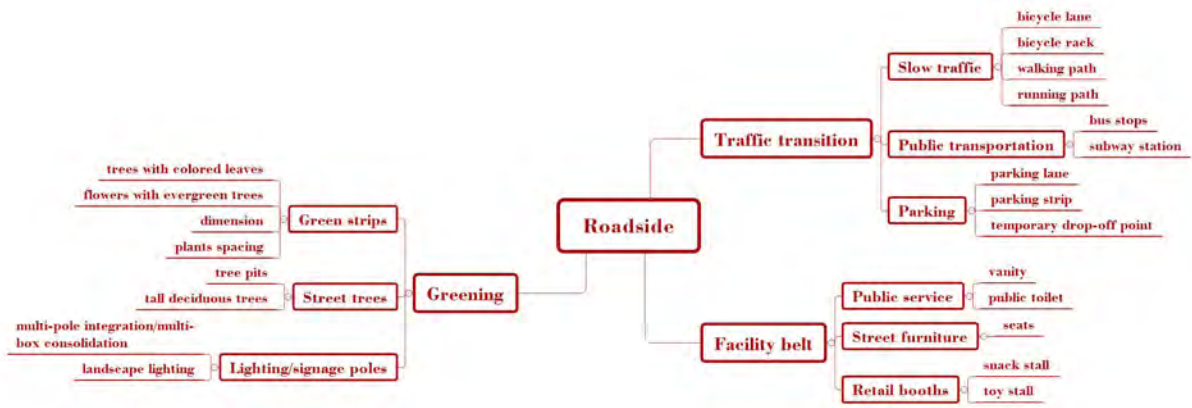 Roadside
Traffic transition
Slow traffic
bicycle lane
bicycle rack
walking path
running path
Public transportation
bus stops
subway station
Parking
parking lane
parking strip
temporary drop-off point
Facility belt
Public service
vanity
public toilet
Street furniture
seats
Retail booths
snack stall
toy stall
Greening
Green strips
trees with colored leaves
flowers with evergreen trees
dimension
plants spacing
Street trees
tree pits
tall deciduous trees
Lighting/signage poles
multi-pole integration/multi-
box consolidation
landscape lighting